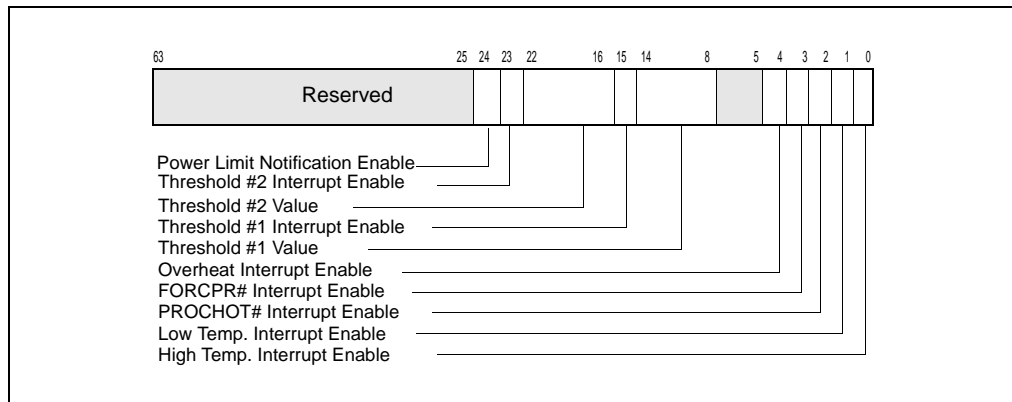 63 25 24 23 22 16 15 14 8 5 4 3 2 1 0
Reserved
Power Limit Notification Enable
Threshold #2 Interrupt Enable
Threshold #2 Value
Threshold #1 Interrupt Enable
Threshold #1 Value
Overheat Interrupt Enable
FORCPR# Interrupt Enable
PROCHOT# Interrupt Enable
Low Temp. Interrupt Enable
High Temp. Interrupt Enable